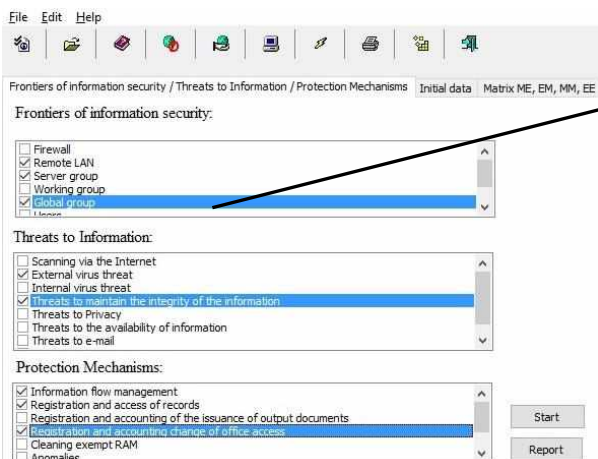 File Edit Help
Frontiers of information security / Threats to Information / Protection Mechanisms Initial data Matrix ME, EM, MM, EE
Frontiers of information security:
Firewall
Remote LAN
Server group
Working group
Global group
Users
Threats to Information:
Scanning via the Internet
External virus threat
Internal virus threat
Threats to maintain the integrity of the information
Threats to Privacy
Threats to the availability of information
Threats to e-mail
Protection Mechanisms:
Information flow management
Registration and access of records
Registration and accounting of the issuance of output documents
Start
Registration and accounting change of office access
Cleaning exempt RAM
Report
Anomalies